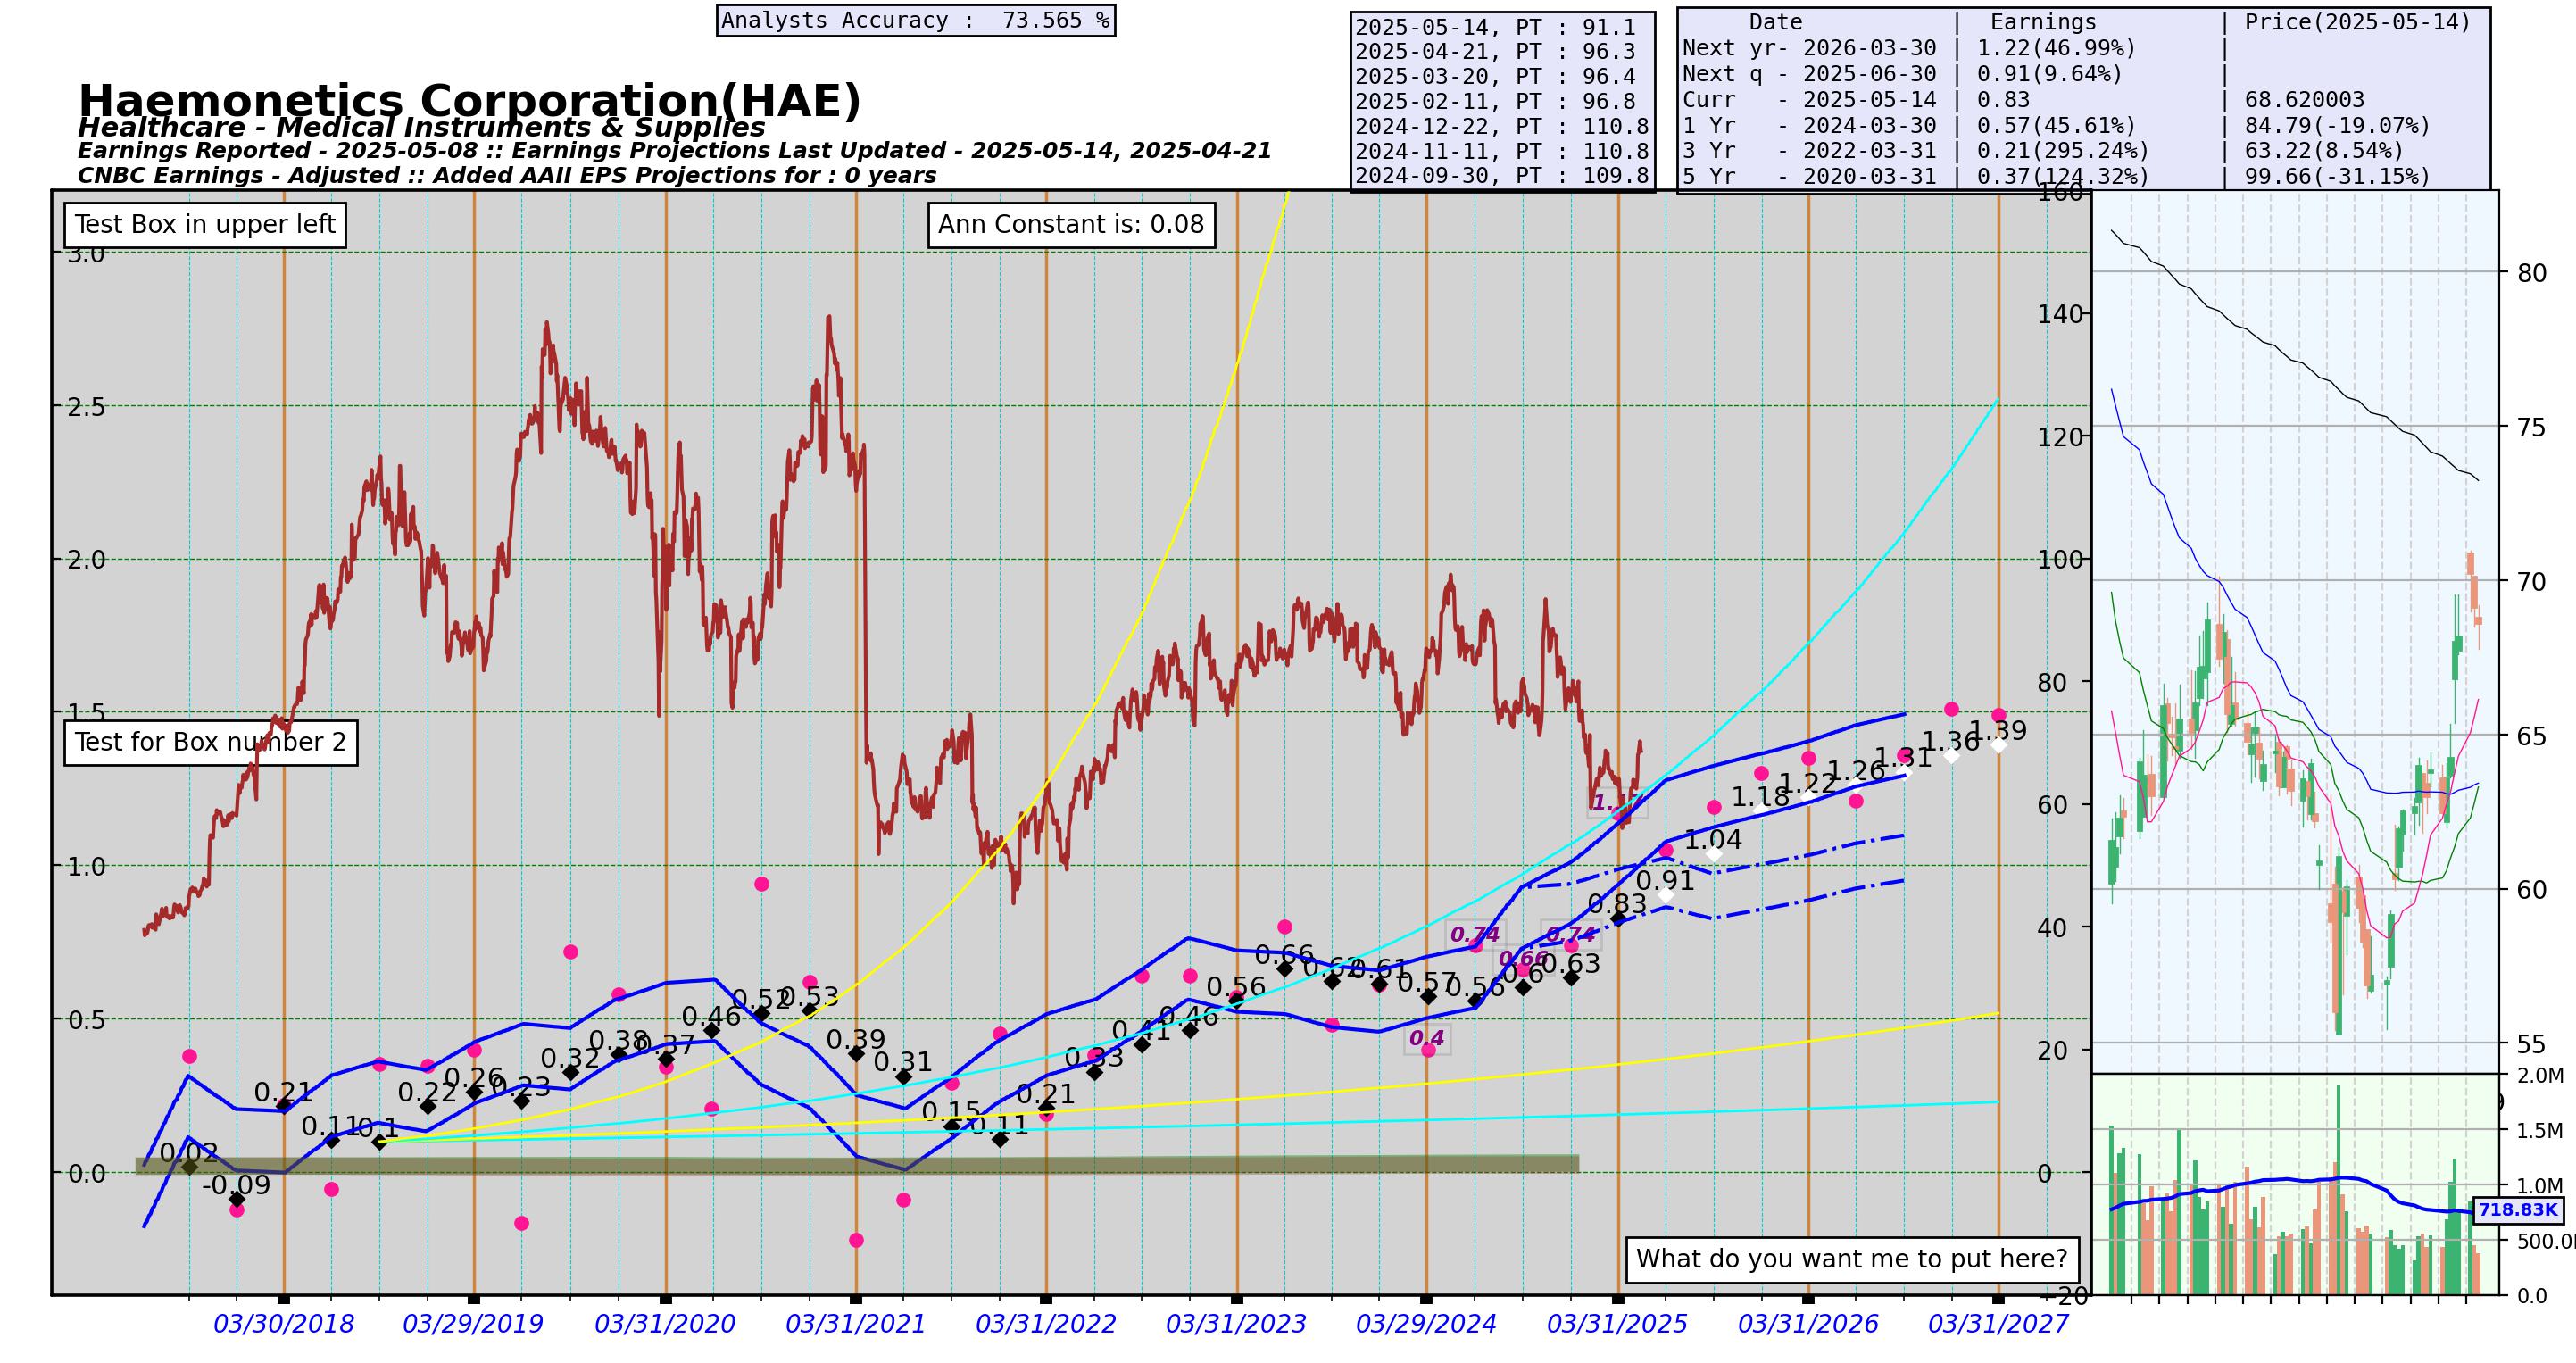 Analysts Accuracy :  73.565 %
2025-05-14, PT : 91.1
2025-04-21, PT : 96.3
2025-03-20, PT : 96.4
2025-02-11, PT : 96.8
2024-12-22, PT : 110.8
2024-11-11, PT : 110.8
2024-09-30, PT : 109.8
Date | Earnings | Price(2025-05-14)
Next yr- 2026-03-30 | 1.22(46.99%) |
Next q - 2025-06-30 | 0.91(9.64%) |
Curr   - 2025-05-14 | 0.83 | 68.620003
1 Yr   - 2024-03-30 | 0.57(45.61%) | 84.79(-19.07%)
3 Yr   - 2022-03-31 | 0.21(295.24%) | 63.22(8.54%)
5 Yr   - 2020-03-31 | 0.37(124.32%) | 99.66(-31.15%)
Haemonetics Corporation(HAE)
Healthcare - Medical Instruments & Supplies
Earnings Reported - 2025-05-08 :: Earnings Projections Last Updated - 2025-05-14, 2025-04-21
CNBC Earnings - Adjusted :: Added AAII EPS Projections for : 0 years
Test Box in upper left
Ann Constant is: 0.08
Test for Box number 2
What do you want me to put here?
3.0
2.5
2.0
1.5
1.0
0.5
0.0
160
140
120
100
80
60
40
20
0
−20
80
75
70
65
60
55
2.0M
1.5M
1.0M
718.83K
500.0
0.0
0.02
-0.09
0.21
0.11
0.1
0.22
0.26
0.23
0.32
0.38
0.37
0.46
0.52
0.53
0.39
0.31
0.15
0.11
0.21
0.33
0.41
0.46
0.56
0.66
0.62
0.61
0.57
0.4
0.56
0.74
0.6
0.66
0.63
0.74
0.83
0.91
1.04
1.18
1.22
1.26
1.31
1.36
1.39
03/30/2018
03/29/2019
03/31/2020
03/31/2021
03/31/2022
03/31/2023
03/29/2024
03/31/2025
03/31/2026
03/31/2027